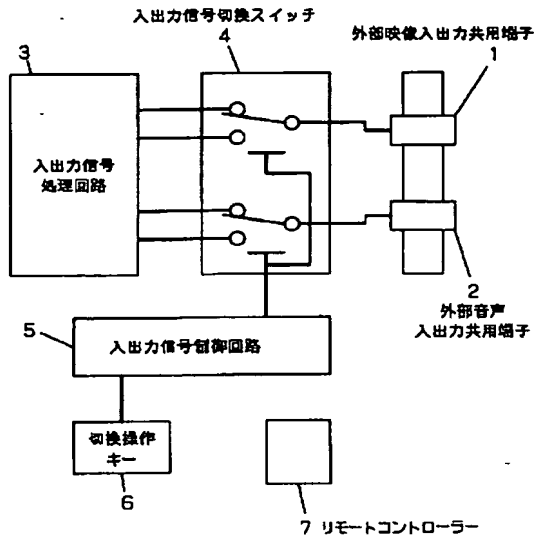 入出力信号切換スイッチ
4
外部映像入出力共用端子
1
3
入出力信号
処理回路
2
外部音声
入出力共用端子
5
入出力信号制御回路
切換操作
キー
6
7 リモートコントローラー